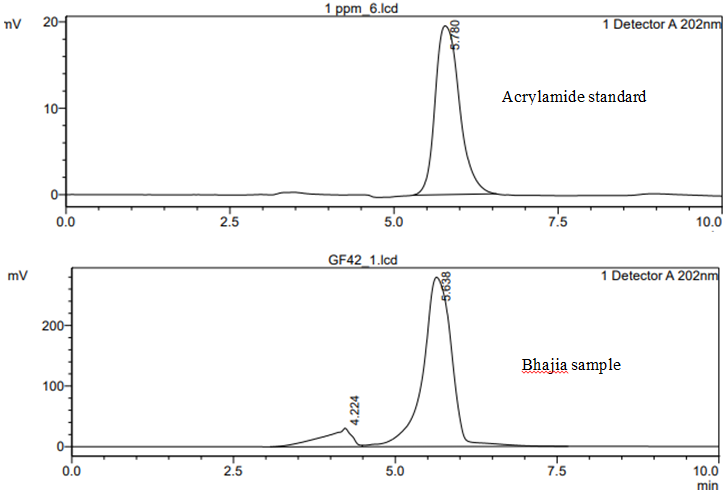 1 ppm_6.lcd
mV
1 Detector A 202nm
20
10
0
5.780
Acrylamide standard
0.0 2.5 5.0 7.5 10.0
min
GF42_1.lcd
mV
1 Detector A 202nm
200
100
0
4.224
5.638
Bhajia sample
0.0 2.5 5.0 7.5 10.0
min